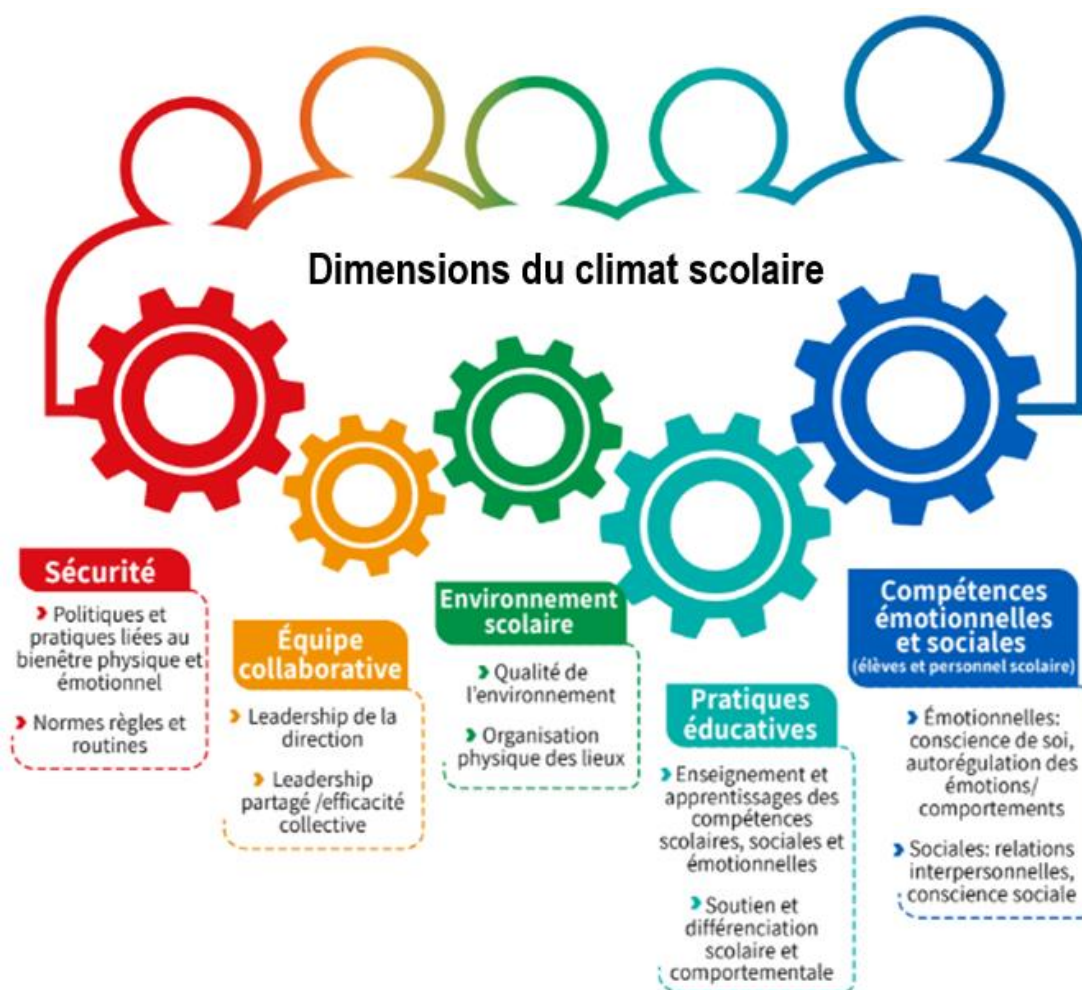 Dimensions du climat scolaire
Sécurité
› Politiques et
pratiques liées au
bienêtre physique et
émotionnel
› Normes règles et
routines
Équipe
collaborative
› Leadership de la
direction
› Leadership
partagé /efficacité
collective
Environnement
scolaire
› Qualité de
l'environnement
› Organisation
physique des lieux
Pratiques
éducatives
› Enseignement et
apprentissages des
compétences
scolaires, sociales et
émotionnelles
› Soutien et
différenciation
scolaire et
comportementale
Compétences
émotionnelles
et sociales
(élèves et personnel scolaire)
› Émotionnelles:
conscience de soi,
autorégulation des
émotions/
comportements
› Sociales: relations
interpersonnelles,
conscience sociale